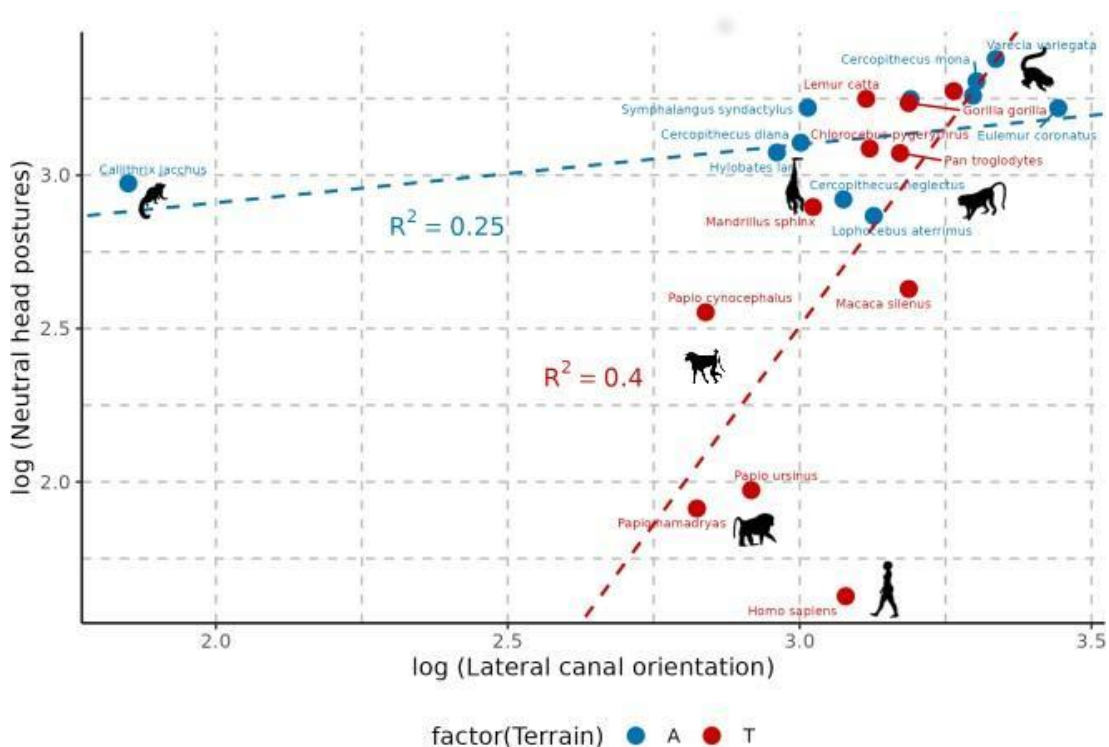 Varecia variegata
Cercopithecus mona
Lemur catta
Symphalangus syndactylus
Gorilla gorilla
Cercopithecus diana
Chlorocebus pygerythrus
Eulemur coronatus
Hylobates lar
Pan troglodytes
Callithrix jacchus
Cercopithecus neglectus
Mandrillus sphinx
Lophocebus aterrimus
R² = 0.25
Papio cynocephalus
Macaca silenus
R² = 0.4
Papio ursinus
Papio hamadryas
Homo sapiens
3.0
2.5
2.0
log (Neutral head postures)
2.0 2.5 3.0 3.5
log (Lateral canal orientation)
factor(Terrain) A T